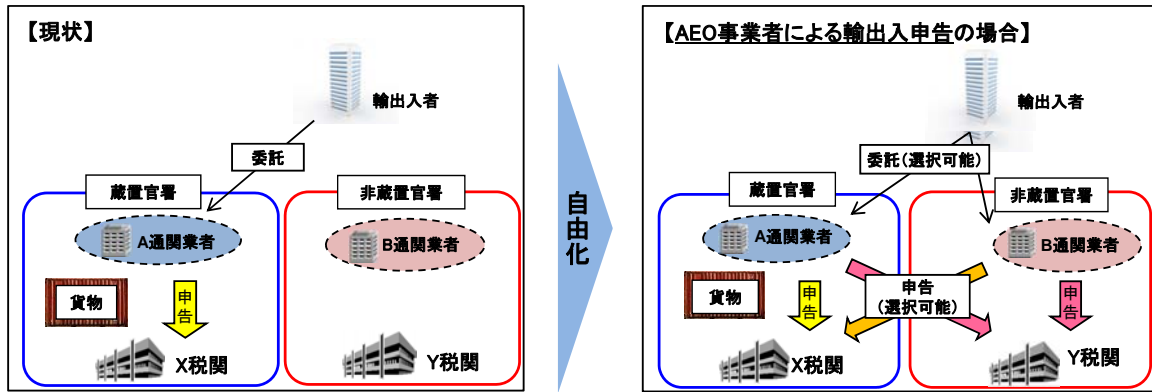 【現状】
輸出入者
委託
蔵置官署
非蔵置官署
A通関業者
B通関業者
貨物
申告
X税関
Y税関
自由化
【AEO事業者による輸出入申告の場合】
輸出入者
委託(選択可能)
蔵置官署
非蔵置官署
A通関業者
B通関業者
貨物
申告
申告
(選択可能)
申告
X税関
Y税関